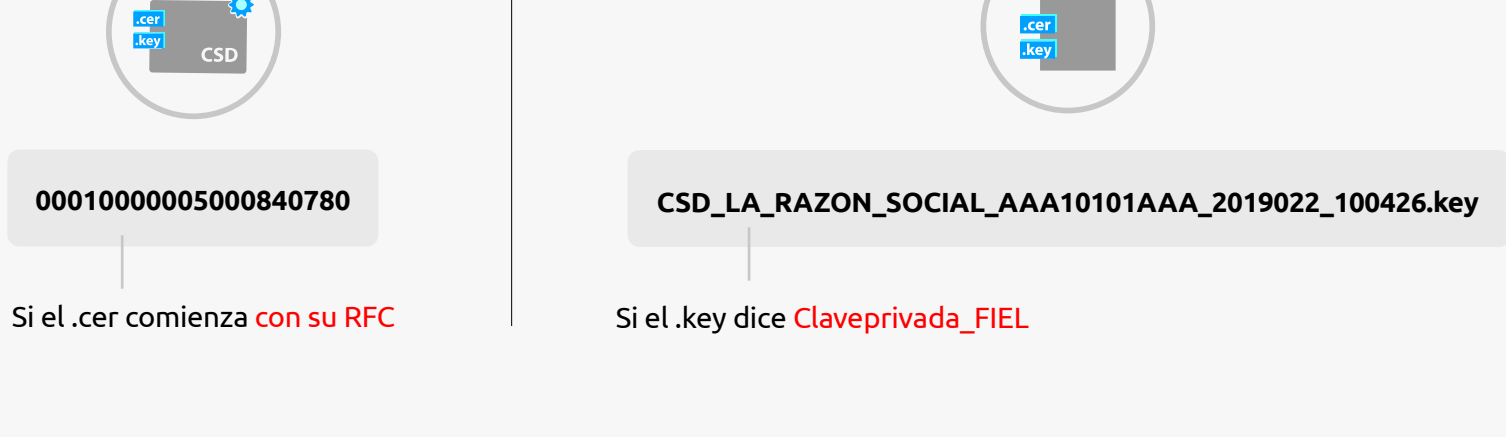 .cer
.key
CSD
.cer
.key
00010000005000840780
CSD_LA_RAZON_SOCIAL_AAA10101AAA_2019022_100426.key
Si el .cer comienza con su RFC
Si el .key dice Claveprivada_FIEL